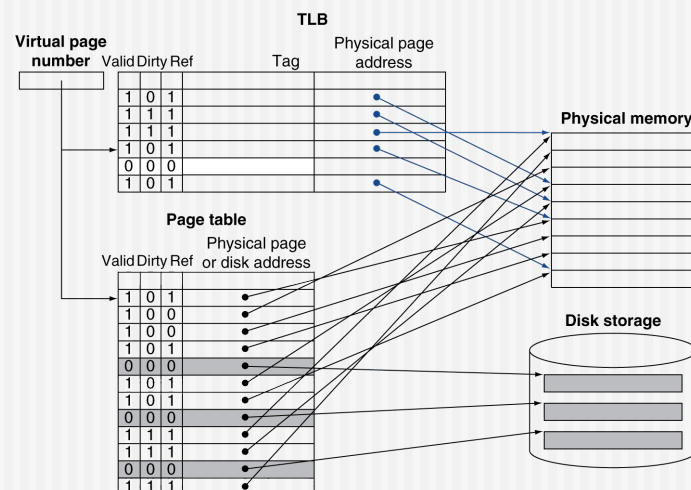 TLB
Virtual page
number
Valid Dirty Ref
Tag
Physical page
address
1 0 1
1 1 1
1 1 1
1 0 1
0 0 0
1 0 1
Physical memory
Page table
Physical page
Valid Dirty Ref or disk address
1 0 1
1 0 0
1 0 0
1 0 1
0 0 0
1 0 1
1 0 1
0 0 0
1 1 1
1 1 1
0 0 0
1 1 1
Disk storage